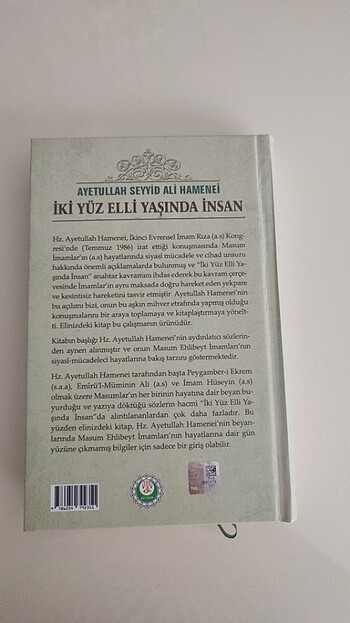 AYETULLAH SEYYİD ALİ HAMENEİ
İKİ YÜZ ELLİ YAŞINDA İNSAN
Hz. Ayetullah Hamenei, İkinci Evrensel İmam Rıza (a.s) Kong-
resi'nde (Temmuz 1986) irat ettiği konuşmasında Masum
İmamlar'ın (a.s) hayatlarında siyasi mücadele ve cihad unsuru
hakkında önemli açıklamalarda bulunmuş ve "İki Yüz Elli Ya-
şında İnsan" anahtar kavramını ihdas ederek bu kavram çerçe-
vesinde İmamlar'ın aynı maksada doğru hareket eden yekpare
ve kesintisiz hareketini tasvir etmiştir. Ayetullah Hamenei'nin
bu açılımı bizi, onun bu aşkın mihver etrafında yapmış olduğu
konuşmalarını bir araya toplamaya ve kitaplaştırmaya yönelt-
ti. Elinizdeki kitap bu çalışmanın ürünüdür.
Kitabın başlığı Hz. Ayetullah Hamenei'nin aydınlatıcı sözlerin-
den aynen alınmıştır ve onun Masum Ehlibeyt İmamları'nın
siyasi-mücadeleci hayatlarına bakış tarzını göstermektedir.
Hz. Ayetullah Hamenei tarafından başta Peygamber-i Ekrem
(s.a.a), Emirü'l-Müminin Ali (a.s) ve İmam Hüseyin (a.s)
olmak üzere Masumlar'ın her birinin hayatına dair beyan bu-
yurduğu ve yazıya döktüğü sözlerin hacmi "İki Yüz Elli Ya-
şında İnsan"da alıntılananlardan çok daha fazladır. Bu
yüzden elinizdeki kitap, Hz. Ayetullah Hamenei'nin beyan-
larında Masum Ehlibeyt İmamları'nın hayatlarına dair gün
yüzüne çıkmamış bilgiler için sadece bir giriş olabilir.